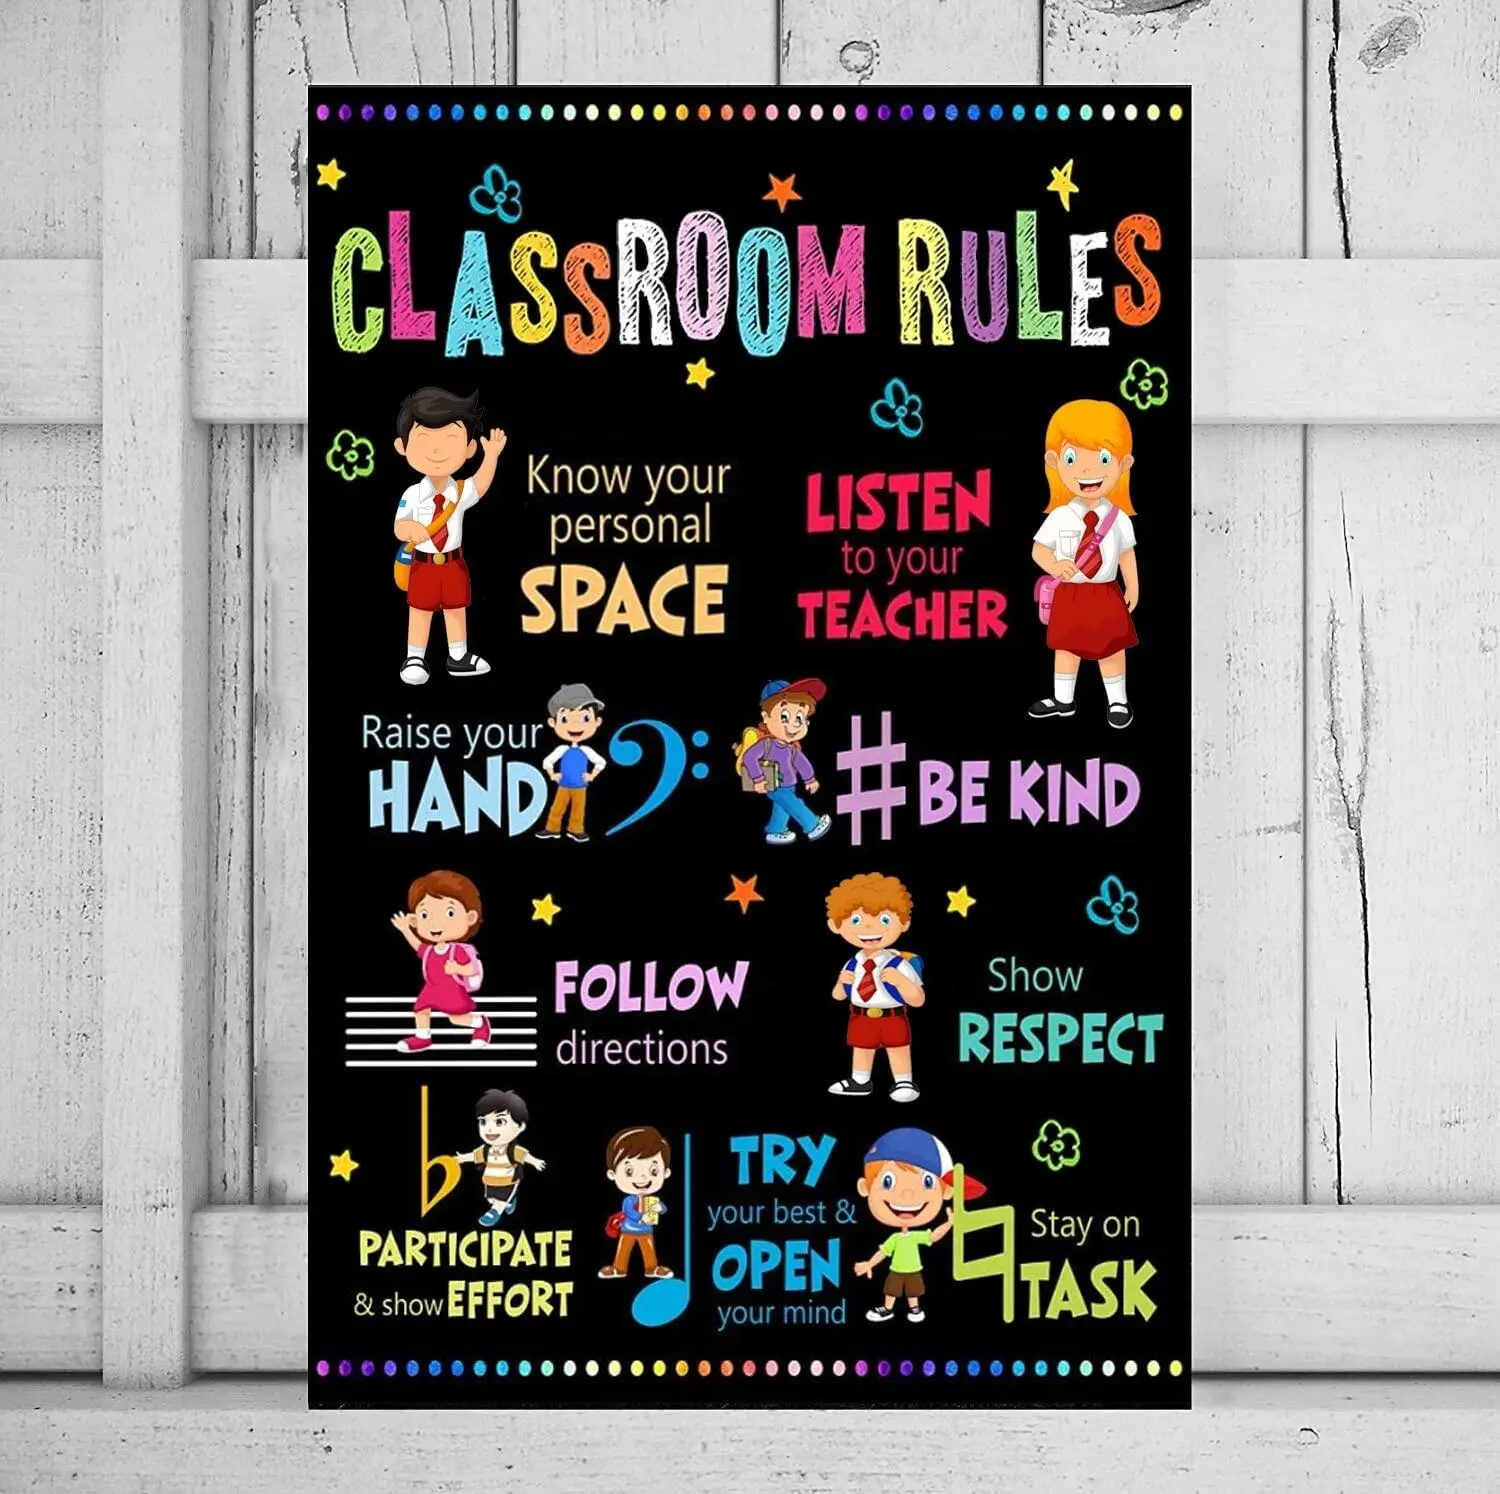 CLASSROOM RULES
Know your
personal
SPACE
LISTEN
to your
TEACHER
Raise your
HAND
#BE KIND
FOLLOW
directions
Show
RESPECT
PARTICIPATE
& show EFFORT
TRY
your best &
OPEN
your mind
Stay on
TASK